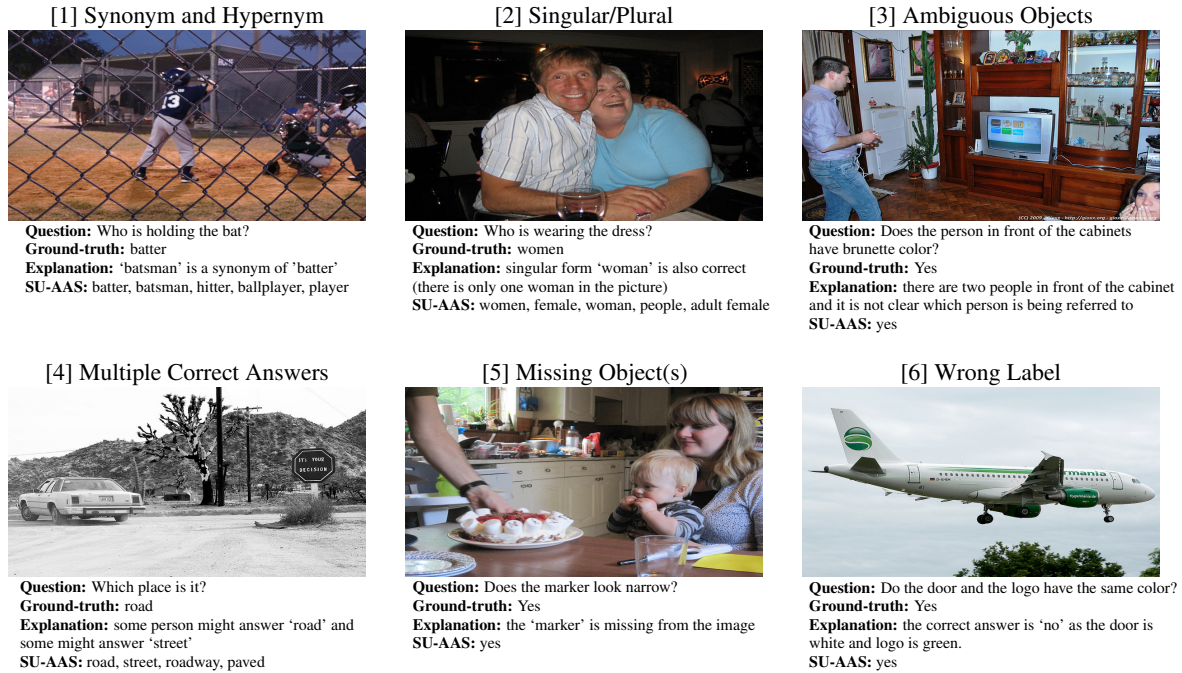 [1] Synonym and Hypernym
13
Question: Who is holding the bat?
Ground-truth: batter
Explanation: ‘batsman’ is a synonym of ’batter’
SU-AAS: batter, batsman, hitter, ballplayer, player
[2] Singular/Plural
Question: Who is wearing the dress?
Ground-truth: women
Explanation: singular form ‘woman’ is also correct
(there is only one woman in the picture)
SU-AAS: women, female, woman, people, adult female
[3] Ambiguous Objects
Question: Does the person in front of the cabinets
have brunette color?
Ground-truth: Yes
Explanation: there are two people in front of the cabinet
and it is not clear which person is being referred to
SU-AAS: yes
[4] Multiple Correct Answers
IT'S YOUR
DECISION
Question: Which place is it?
Ground-truth: road
Explanation: some person might answer ‘road’ and
some might answer ‘street’
SU-AAS: road, street, roadway, paved
[5] Missing Object(s)
Question: Does the marker look narrow?
Ground-truth: Yes
Explanation: the ‘marker’ is missing from the image
SU-AAS: yes
[6] Wrong Label
rmania
Question: Do the door and the logo have the same color?
Ground-truth: Yes
Explanation: the correct answer is ‘no’ as the door is
white and logo is green.
SU-AAS: yes